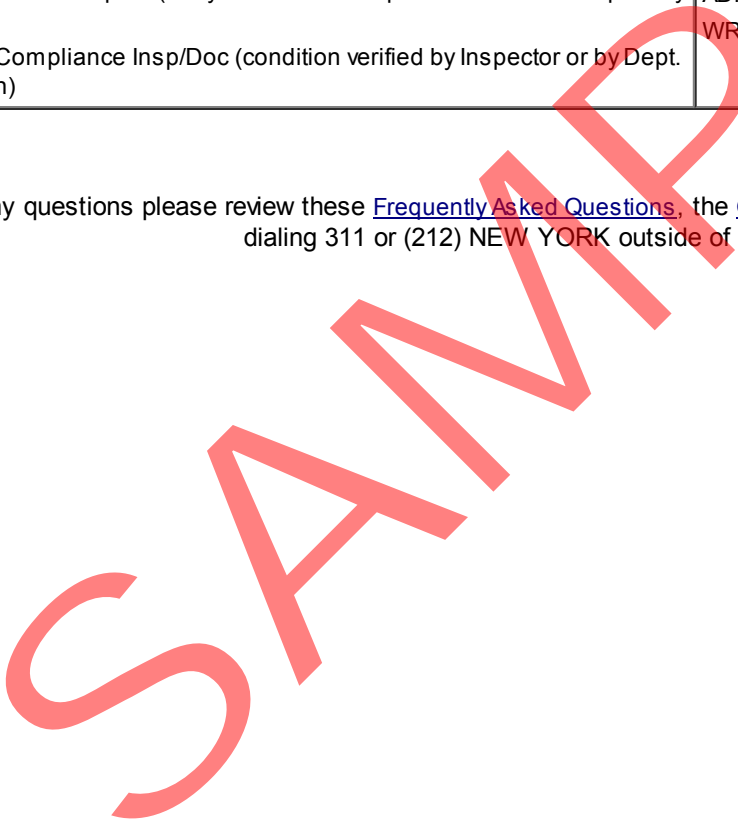 Compliance Insp/Doc (condition verified by Inspector or by Dept.
WR
ny questions please review these Frequently Asked Questions, the
dialing 311 or (212) NEW YORK outside of
SAMP